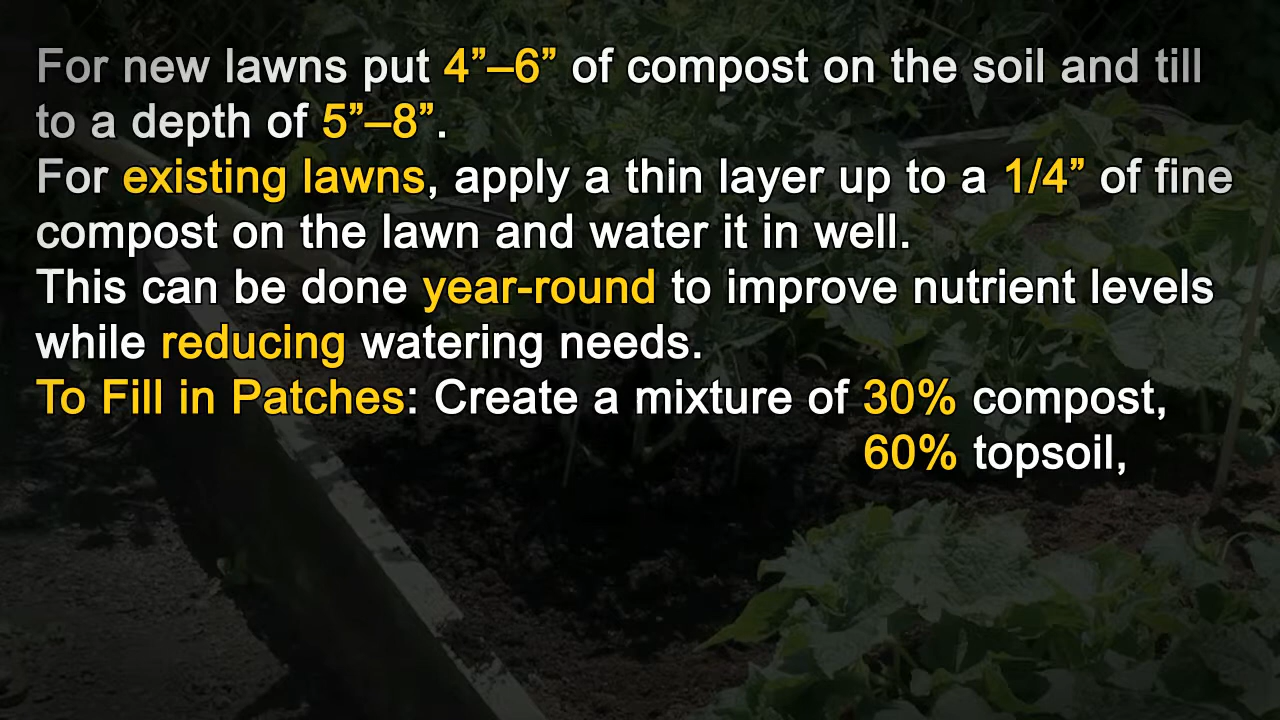 For new lawns put 4”–6” of compost on the soil and till
to a depth of 5”–8”.
For existing lawns, apply a thin layer up to a 1/4” of fine
compost on the lawn and water it in well.
This can be done year-round to improve nutrient levels
while reducing watering needs.
To Fill in Patches: Create a mixture of 30% compost,
60% topsoil,